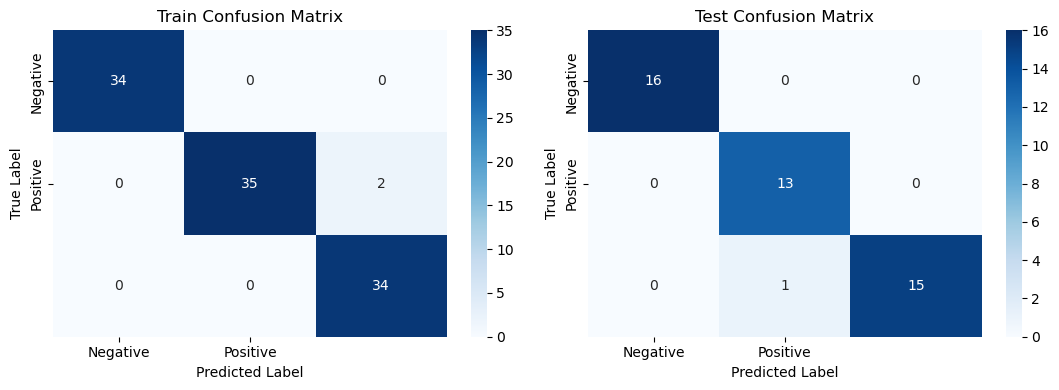 Train Confusion Matrix
True Label
Negative
Positive
34 0 0
0 35 2
0 0 34
Negative Positive
Predicted Label
35
30
25
20
15
10
5
0
Test Confusion Matrix
True Label
Negative
Positive
16 0 0
0 13 0
0 1 15
Negative Positive
Predicted Label
16
14
12
10
8
6
4
2
0